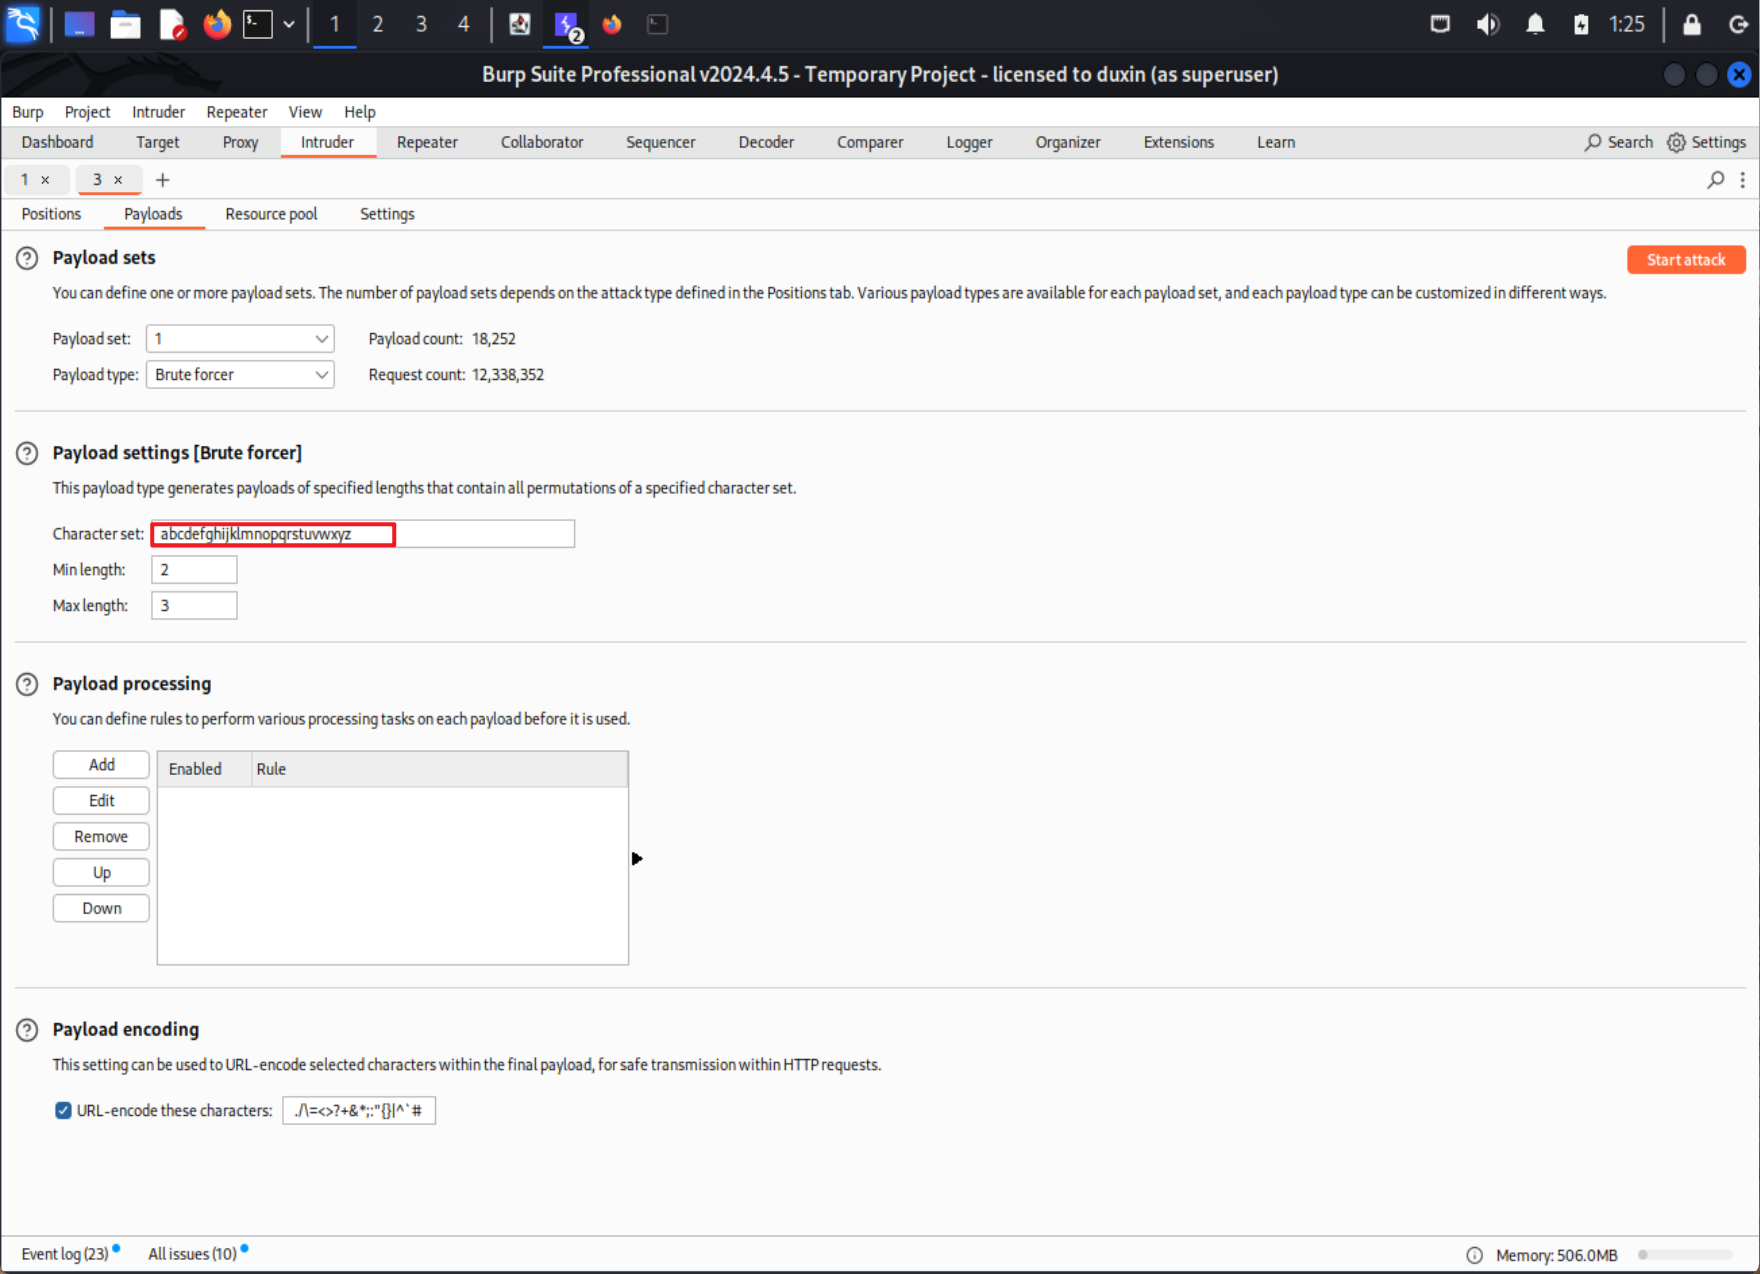 1 2 3 4 2 1:25
Burp Suite Professional v2024.4.5 - Temporary Project - licensed to duxin (as superuser)
Burp Project Intruder Repeater View Help
Dashboard Target Proxy Intruder Repeater Collaborator Sequencer Decoder Comparer Logger Organizer Extensions Learn Search Settings
1 × 3 × +
Positions Payloads Resource pool Settings
Payload sets
Start attack
You can define one or more payload sets. The number of payload sets depends on the attack type defined in the Positions tab. Various payload types are available for each payload set, and each payload type can be customized in different ways.
Payload set: 1 Payload count: 18,252
Payload type: Brute forcer Request count: 12,338,352
Payload settings [Brute forcer]
This payload type generates payloads of specified lengths that contain all permutations of a specified character set.
Character set: abcdefghijklmnopqrstuvwxyz
Min length: 2
Max length: 3
Payload processing
You can define rules to perform various processing tasks on each payload before it is used.
Add Enabled Rule
Edit
Remove
Up
Down
Payload encoding
This setting can be used to URL-encode selected characters within the final payload, for safe transmission within HTTP requests.
URL-encode these characters: ./\=<>?+&*;:"{}|^`#
Event log (23) All issues (10) Memory: 506.0MB